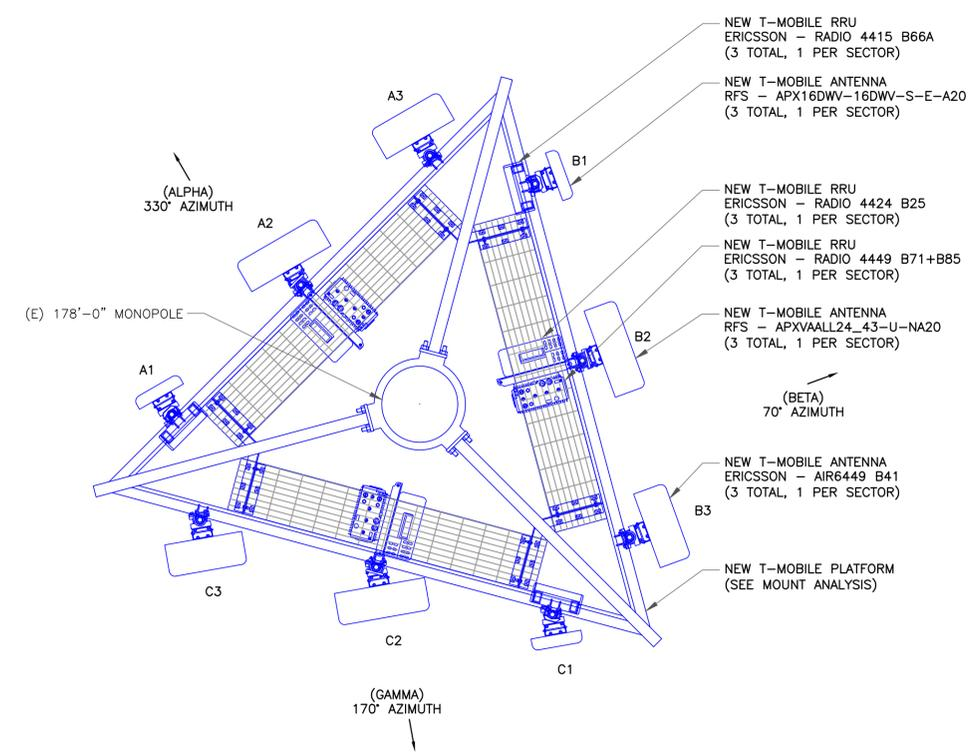 NEW T-MOBILE RRU
ERICSSON - RADIO 4415 B66A
(3 TOTAL, 1 PER SECTOR)
NEW T-MOBILE ANTENNA
RFS - APX16DWV-16DWV-S-E-A20
(3 TOTAL, 1 PER SECTOR)
A3
B1
(ALPHA)
330° AZIMUTH
NEW T-MOBILE RRU
ERICSSON - RADIO 4424 B25
(3 TOTAL, 1 PER SECTOR)
A2
NEW T-MOBILE RRU
ERICSSON - RADIO 4449 B71+B85
(3 TOTAL, 1 PER SECTOR)
(E) 178'-0" MONOPOLE
NEW T-MOBILE ANTENNA
RFS - APXVAALL24_43-U-NA20
(3 TOTAL, 1 PER SECTOR)
B2
A1
(BETA)
70° AZIMUTH
NEW T-MOBILE ANTENNA
ERICSSON - AIR6449 B41
(3 TOTAL, 1 PER SECTOR)
B3
NEW T-MOBILE PLATFORM
(SEE MOUNT ANALYSIS)
C3
C2
C1
(GAMMA)
170° AZIMUTH